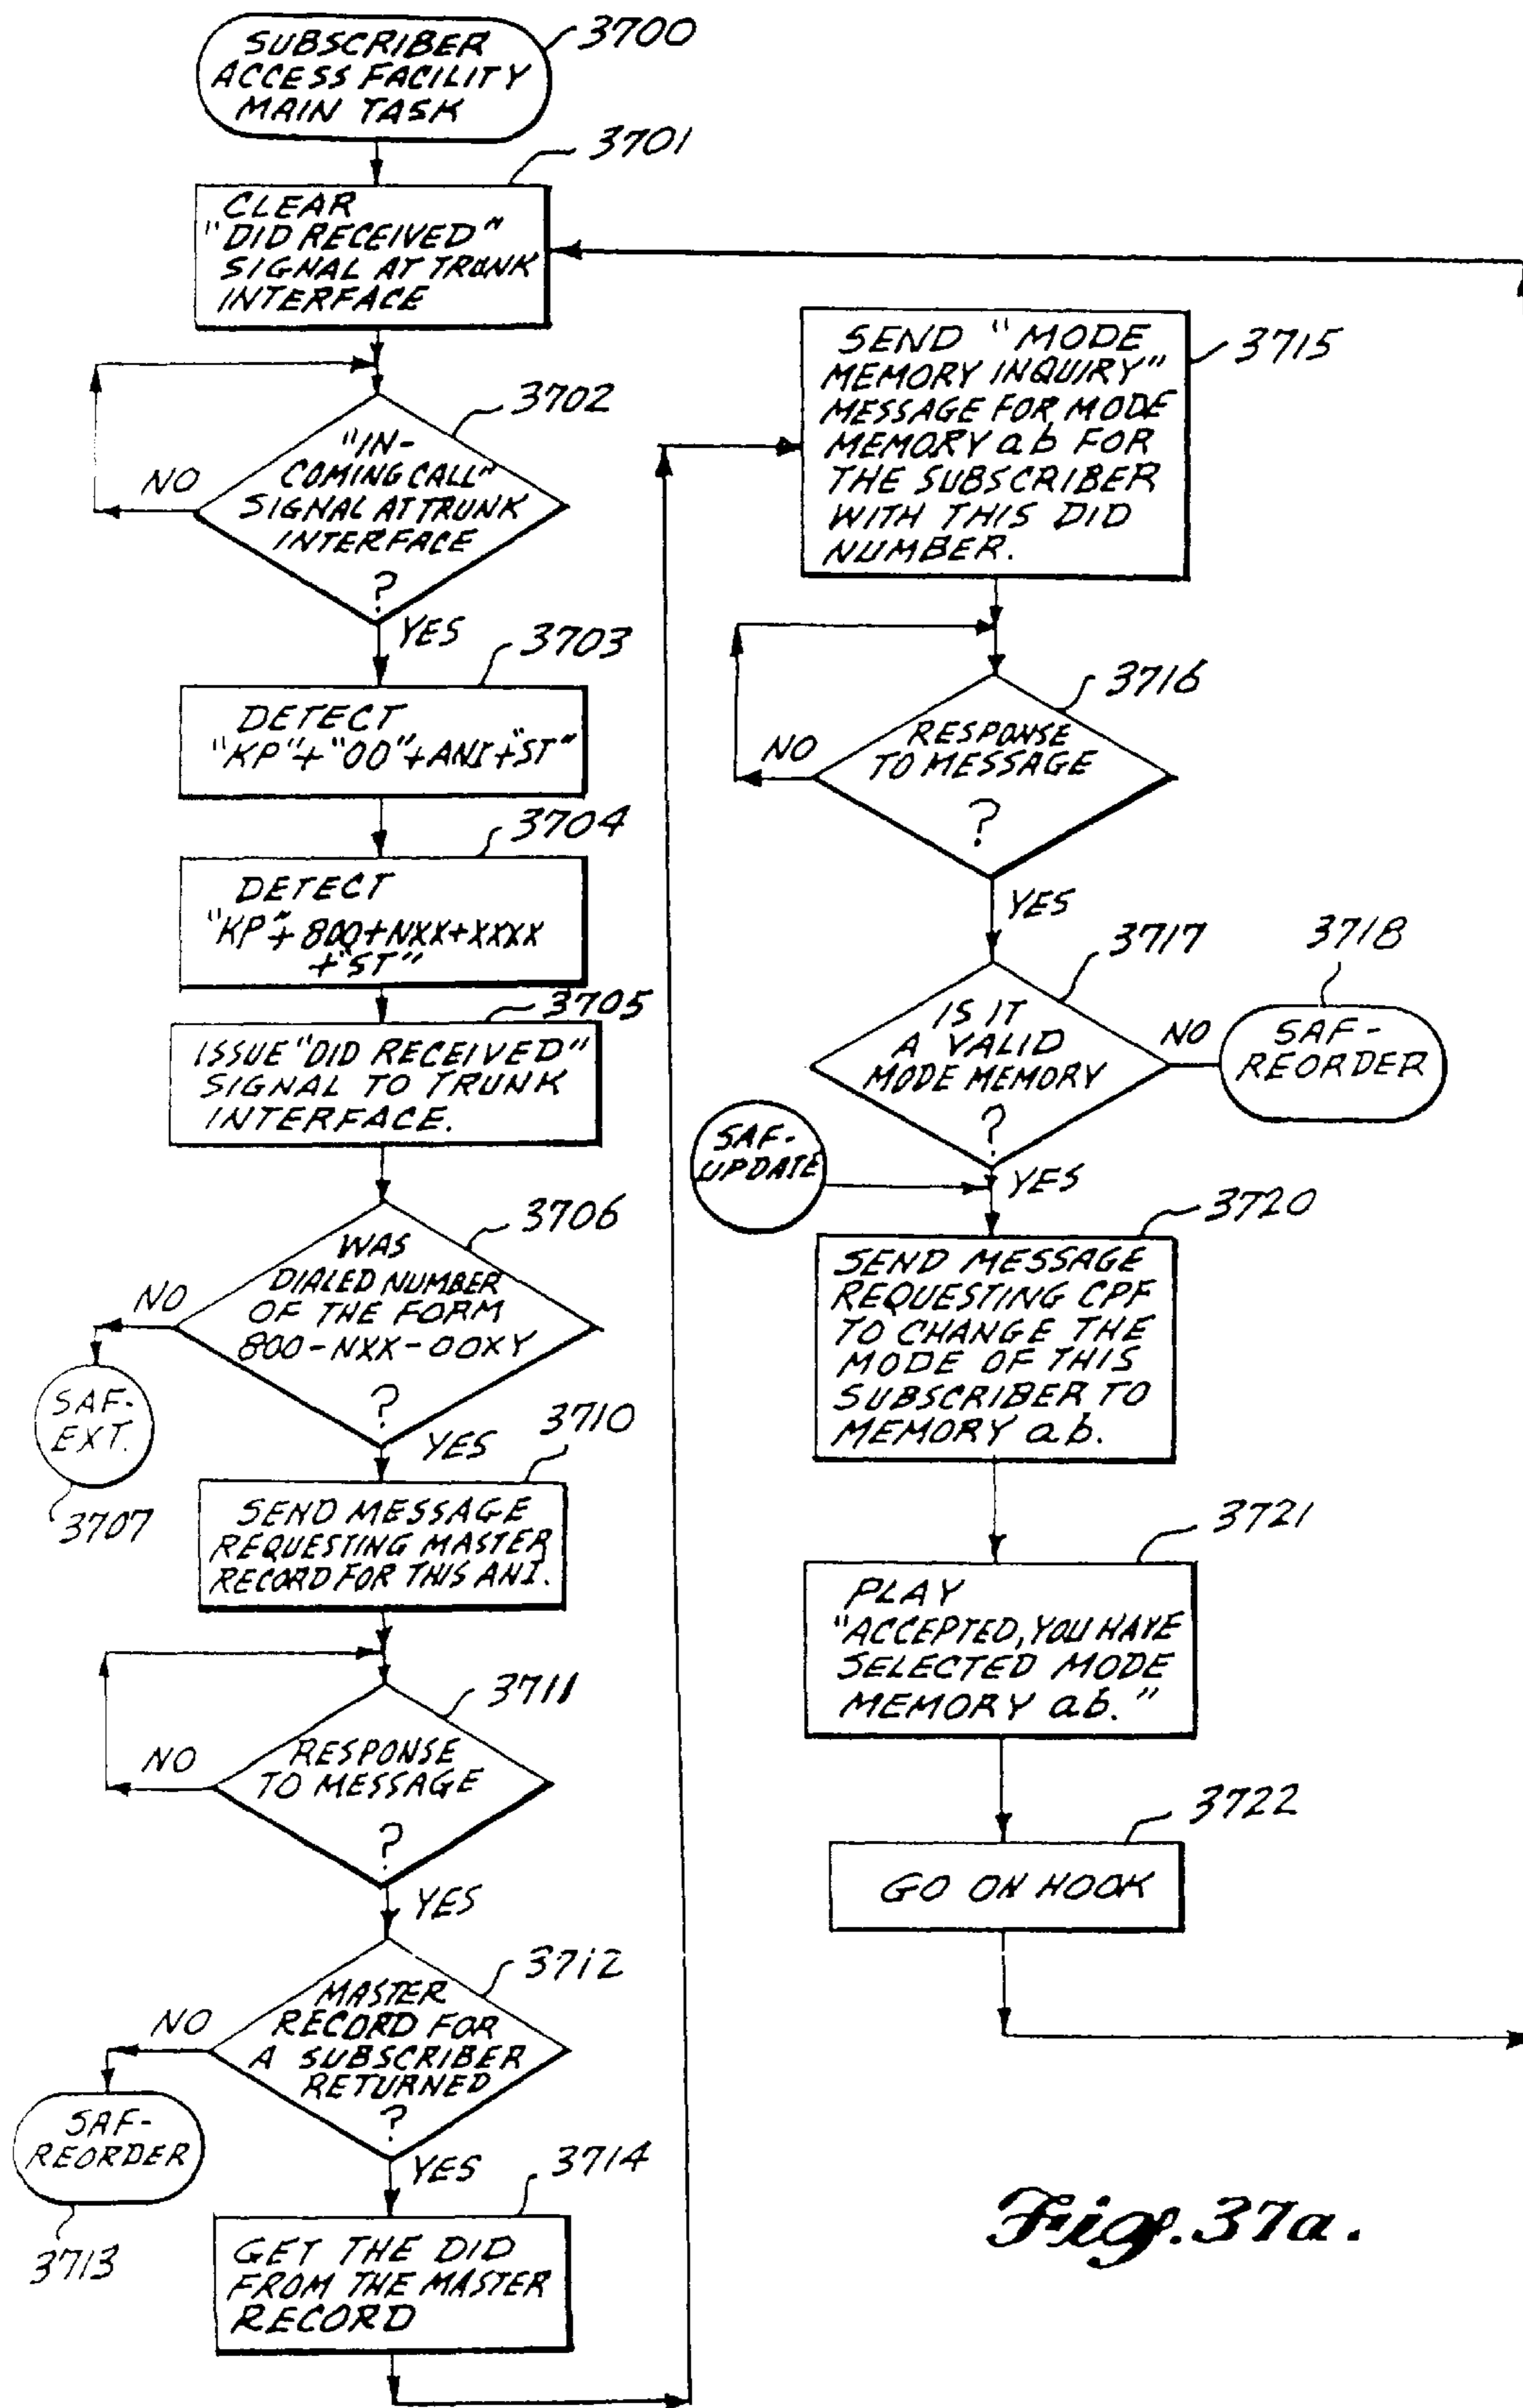 SUBSCRIBER
ACCESS FACILITY
MAIN TASK
3700
3701
CLEAR
"DID RECEIVED"
SIGNAL AT TRUNK
INTERFACE
3702
"IN-
COMING CALL"
SIGNAL AT TRUNK
INTERFACE
?
NO
YES
3703
DETECT
"KP"+"00"+ANI+"ST"
3704
DETECT
"KP"+800+NXX+XXXX
+"ST"
3705
ISSUE "DID RECEIVED"
SIGNAL TO TRUNK
INTERFACE.
3706
WAS
DIALED NUMBER
OF THE FORM
800-NXX-00XY
?
NO
SAF-
EXT.
3707
YES
3710
SEND MESSAGE
REQUESTING MASTER
RECORD FOR THIS ANI.
3711
RESPONSE
TO MESSAGE
?
NO
YES
3712
MASTER
RECORD FOR
A SUBSCRIBER
RETURNED
?
NO
SAF-
REORDER
3713
YES
3714
GET THE DID
FROM THE MASTER
RECORD
3715
SEND "MODE
MEMORY INQUIRY"
MESSAGE FOR MODE
MEMORY ab FOR
THE SUBSCRIBER
WITH THIS DID
NUMBER.
3716
RESPONSE
TO MESSAGE
?
NO
YES
3717
IS IT
A VALID
MODE MEMORY
?
NO
3718
SAF-
REORDER
SAF-
UPDATE
YES
3720
SEND MESSAGE
REQUESTING CPF
TO CHANGE THE
MODE OF THIS
SUBSCRIBER TO
MEMORY ab.
3721
PLAY
"ACCEPTED, YOU HAVE
SELECTED MODE
MEMORY ab."
3722
GO ON HOOK
Fig. 37a.